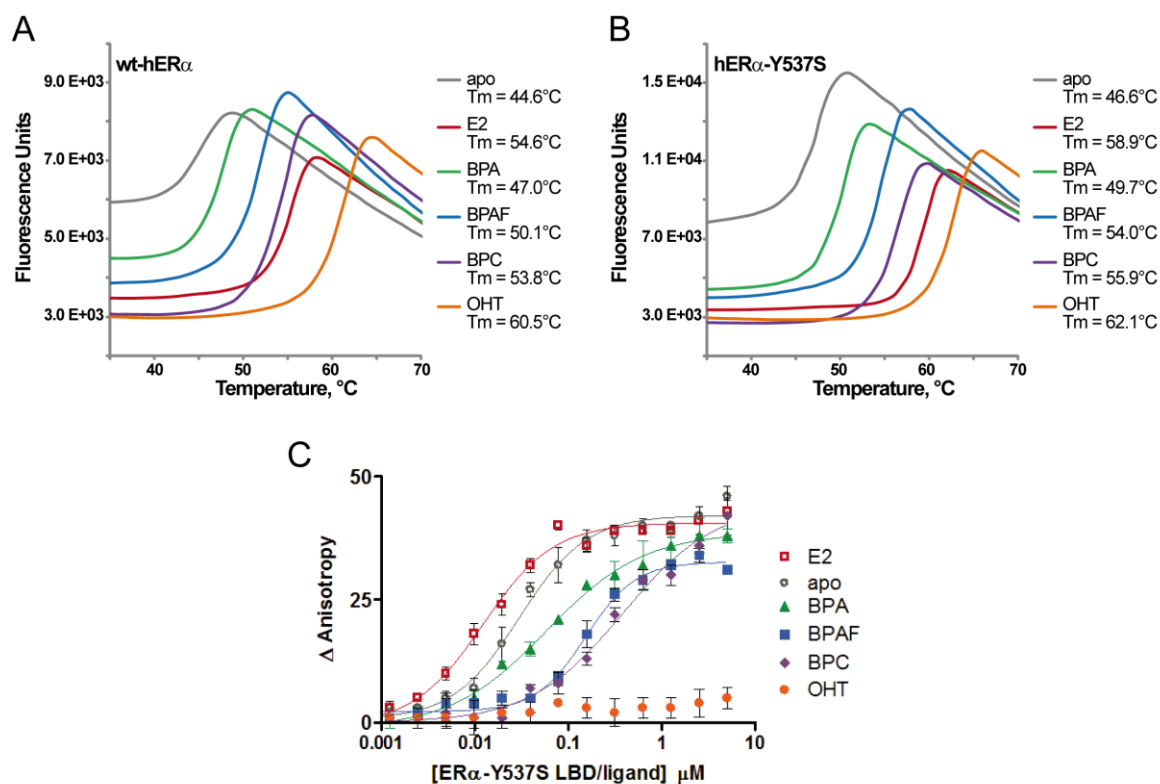 A
wt-hERα
Fluorescence Units
9.0 E+03
7.0 E+03
5.0 E+03
3.0 E+03
40
50
60
70
Temperature, °C
apo
Tm = 44.6°C
E2
Tm = 54.6°C
BPA
Tm = 47.0°C
BPAF
Tm = 50.1°C
BPC
Tm = 53.8°C
OHT
Tm = 60.5°C
B
hERα-Y537S
Fluorescence Units
1.5 E+04
1.1 E+04
7.0 E+03
3.0 E+03
40
50
60
70
Temperature, °C
apo
Tm = 46.6°C
E2
Tm = 58.9°C
BPA
Tm = 49.7°C
BPAF
Tm = 54.0°C
BPC
Tm = 55.9°C
OHT
Tm = 62.1°C
C
Δ Anisotropy
50
25
0
0.001
0.01
0.1
1
10
[ERα-Y537S LBD/ligand] μM
E2
apo
BPA
BPAF
BPC
OHT